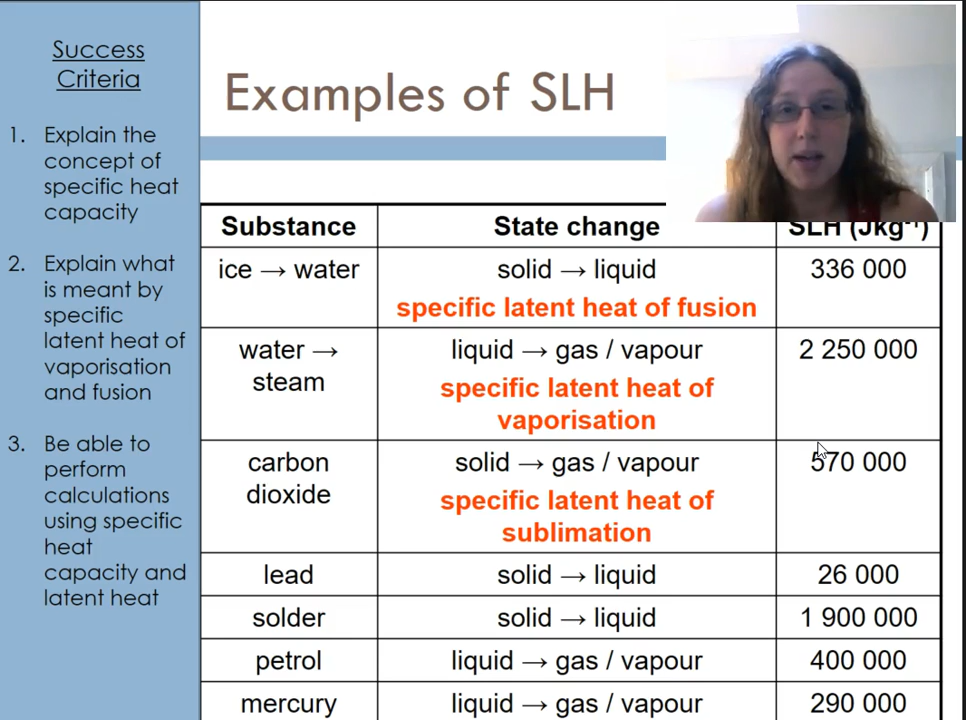 Success
Criteria
1. Explain the
concept of
specific heat
capacity
2. Explain what
is meant by
specific
latent heat of
vaporisation
and fusion
3. Be able to
perform
calculations
using specific
heat
capacity and
latent heat
Examples of SLH
Substance State change SLH (Jkg⁻¹)
ice → water solid → liquid 336 000
specific latent heat of fusion
water → liquid → gas / vapour 2 250 000
steam specific latent heat of
vaporisation
carbon solid → gas / vapour 570 000
dioxide specific latent heat of
sublimation
lead solid → liquid 26 000
solder solid → liquid 1 900 000
petrol liquid → gas / vapour 400 000
mercury liquid → gas / vapour 290 000